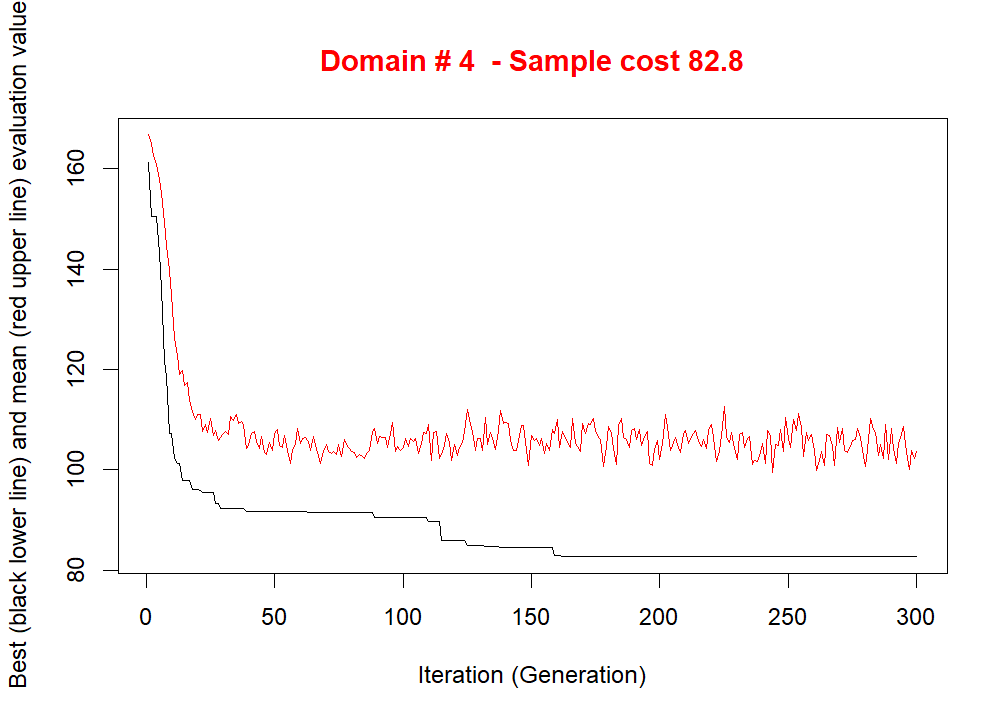 Domain # 4  - Sample cost 82.8
Best (black lower line) and mean (red upper line) evaluation value
160
140
120
100
80
0 50 100 150 200 250 300
Iteration (Generation)